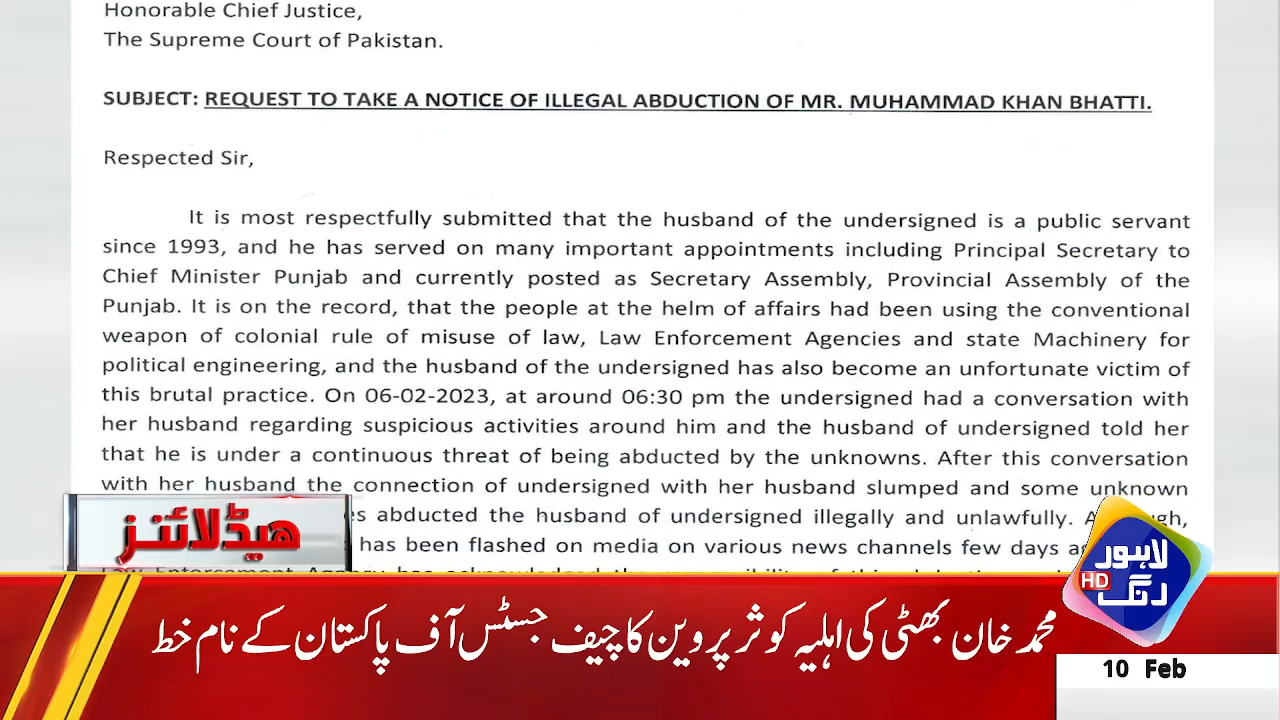 Honorable Chief Justice,
The Supreme Court of Pakistan.
SUBJECT: REQUEST TO TAKE A NOTICE OF ILLEGAL ABDUCTION OF MR. MUHAMMAD KHAN BHATTI.
Respected Sir,
It is most respectfully submitted that the husband of the undersigned is a public servant
since 1993, and he has served on many important appointments including Principal Secretary to
Chief Minister Punjab and currently posted as Secretary Assembly, Provincial Assembly of the
Punjab. It is on the record, that the people at the helm of affairs had been using the conventional
weapon of colonial rule of misuse of law, Law Enforcement Agencies and state Machinery for
political engineering, and the husband of the undersigned has also become an unfortunate victim of
this brutal practice. On 06-02-2023, at around 06:30 pm the undersigned had a conversation with
her husband regarding suspicious activities around him and the husband of undersigned told her
that he is under a continuous threat of being abducted by the unknowns. After this conversation
with her husband the connection of undersigned with her husband slumped and some unknown
abducted the husband of undersigned illegally and unlawfully.
has been flashed on media on various news channels few days
ہیڈلائنز
لاہور
HD
رنگ
محمد خان بھٹی کی اہلیہ کوثر پروین کا چیف جسٹس آف پاکستان کے نام خط
10 Feb